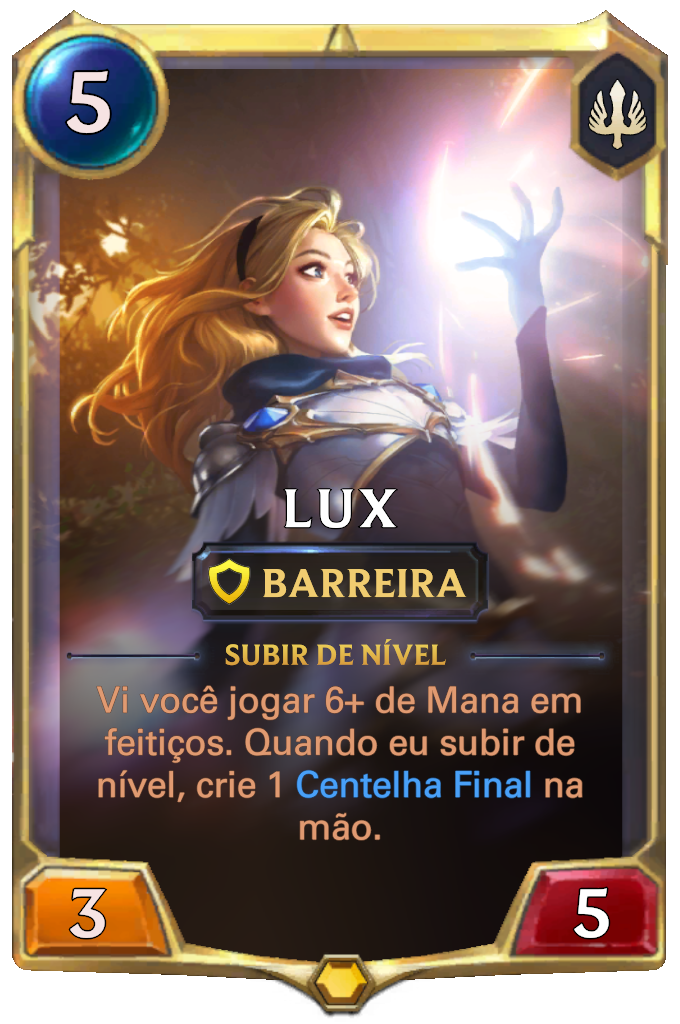 5
LUX
BARREIRA
SUBIR DE NÍVEL
Vi você jogar 6+ de Mana em
feitiços. Quando eu subir de
nível, crie 1 Centelha Final na
mão.
3
5